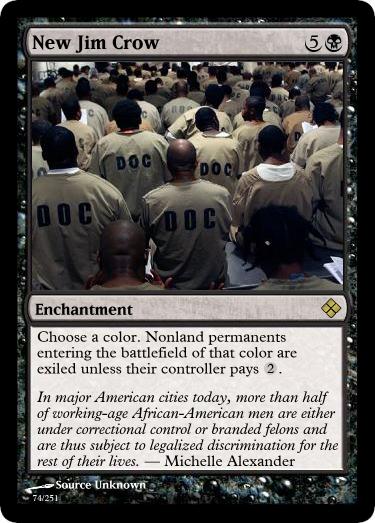 New Jim Crow 5
DOC
DOC
DOC
DOC
DOC
DOC
Enchantment
Choose a color. Nonland permanents
entering the battlefield of that color are
exiled unless their controller pays 2.
In major American cities today, more than half
of working-age African-American men are either
under correctional control or branded felons and
are thus subject to legalized discrimination for the
rest of their lives. — Michelle Alexander
Source Unknown
74/251